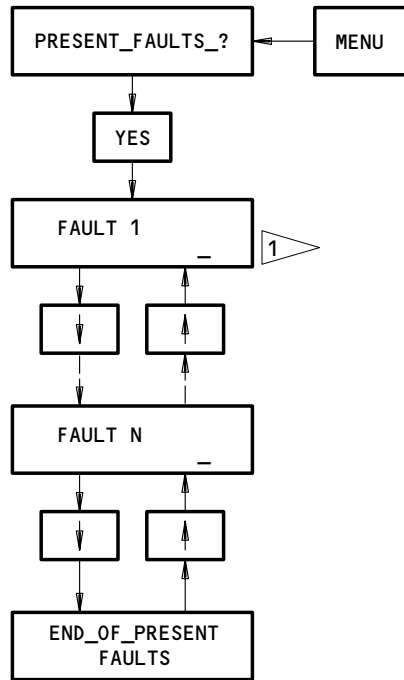 PRESENT_FAULTS_?
MENU
YES
FAULT 1
_
1
FAULT N
_
END_OF_PRESENT
FAULTS